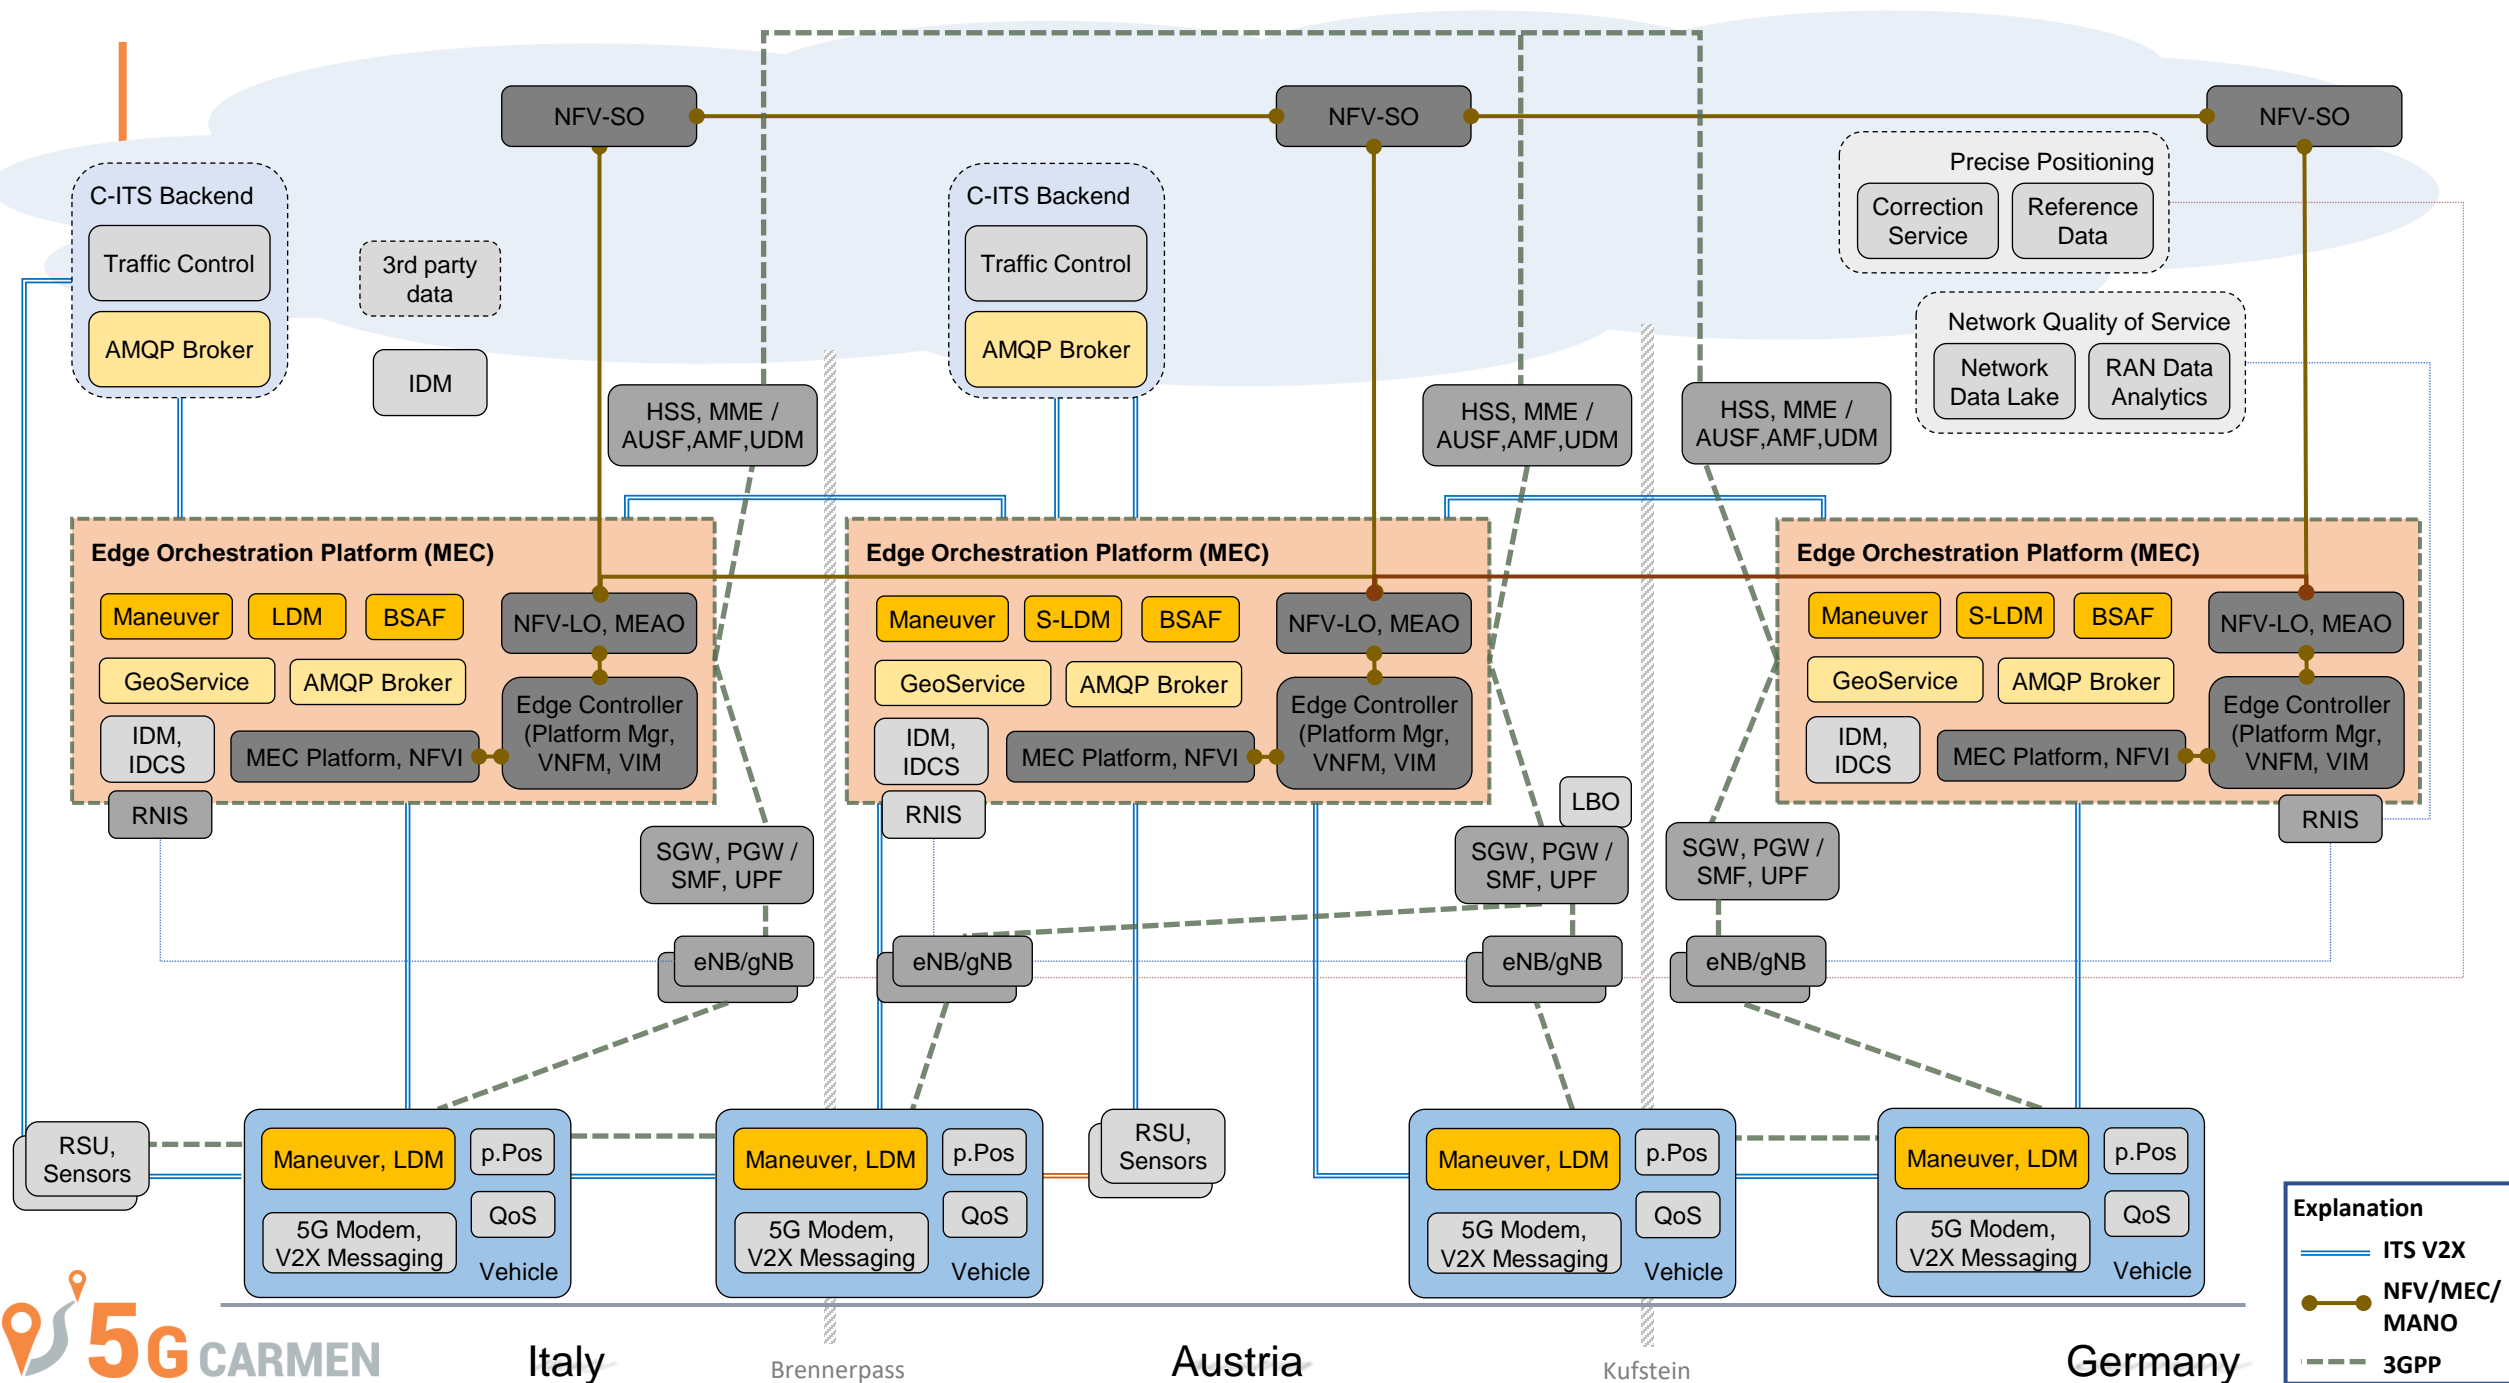 NFV-SO
NFV-SO
NFV-SO
C-ITS Backend
Traffic Control
AMQP Broker
3rd party
data
IDM
C-ITS Backend
Traffic Control
AMQP Broker
Precise Positioning
Correction
Service
Reference
Data
Network Quality of Service
Network
Data Lake
RAN Data
Analytics
HSS, MME /
AUSF,AMF,UDM
HSS, MME /
AUSF,AMF,UDM
HSS, MME /
AUSF,AMF,UDM
Edge Orchestration Platform (MEC)
Maneuver
LDM
BSAF
NFV-LO, MEAO
GeoService
AMQP Broker
Edge Controller
(Platform Mgr,
VNFM, VIM
IDM,
IDCS
MEC Platform, NFVI
RNIS
Edge Orchestration Platform (MEC)
Maneuver
S-LDM
BSAF
NFV-LO, MEAO
GeoService
AMQP Broker
Edge Controller
(Platform Mgr,
VNFM, VIM
IDM,
IDCS
MEC Platform, NFVI
RNIS
Edge Orchestration Platform (MEC)
Maneuver
S-LDM
BSAF
NFV-LO, MEAO
GeoService
AMQP Broker
Edge Controller
(Platform Mgr,
VNFM, VIM
IDM,
IDCS
MEC Platform, NFVI
RNIS
LBO
SGW, PGW /
SMF, UPF
SGW, PGW /
SMF, UPF
SGW, PGW /
SMF, UPF
eNB/gNB
eNB/gNB
eNB/gNB
eNB/gNB
RSU,
Sensors
Maneuver, LDM
p.Pos
QoS
5G Modem,
V2X Messaging
Vehicle
Maneuver, LDM
p.Pos
QoS
5G Modem,
V2X Messaging
Vehicle
RSU,
Sensors
Maneuver, LDM
p.Pos
QoS
5G Modem,
V2X Messaging
Vehicle
Maneuver, LDM
p.Pos
QoS
5G Modem,
V2X Messaging
Vehicle
Explanation
ITS V2X
NFV/MEC/
MANO
3GPP
5G CARMEN
Italy
Brennerpass
Austria
Kufstein
Germany